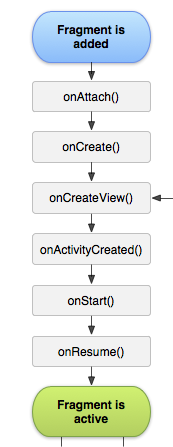 Fragment is
added
onAttach()
onCreate()
onCreateView()
onActivityCreated()
onStart()
onResume()
Fragment is
active